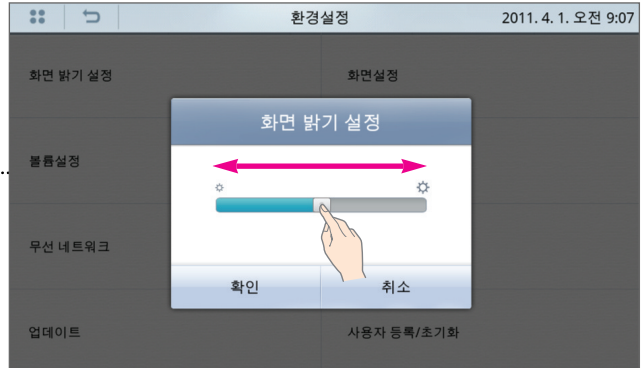 환경설정 2011. 4. 1. 오전 9:07
화면 밝기 설정 화면설정
화면 밝기 설정
볼륨설정
무선 네트워크
확인 취소
업데이트 사용자 등록/초기화